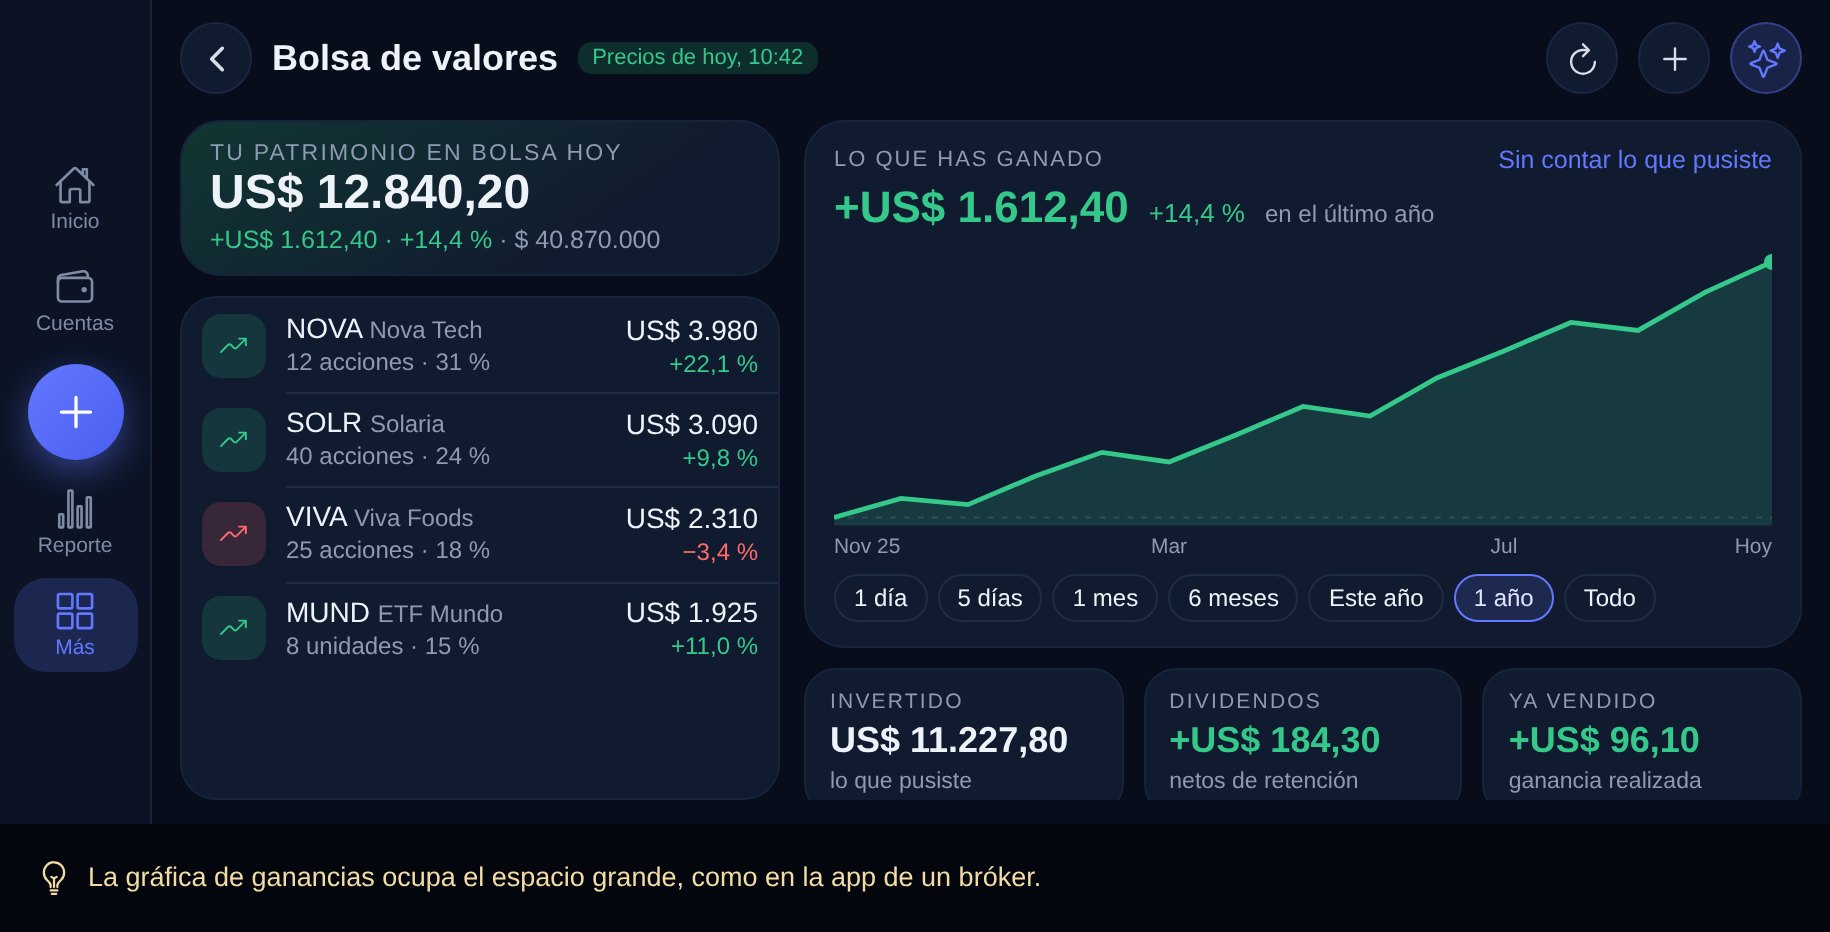 Bolsa de valores
Precios de hoy, 10:42
Inicio
Cuentas
Reporte
Más
TU PATRIMONIO EN BOLSA HOY
US$ 12.840,20
+US$ 1.612,40 · +14,4 % · $ 40.870.000
NOVA Nova Tech
US$ 3.980
12 acciones · 31 %
+22,1 %
SOLR Solaria
US$ 3.090
40 acciones · 24 %
+9,8 %
VIVA Viva Foods
US$ 2.310
25 acciones · 18 %
−3,4 %
MUND ETF Mundo
US$ 1.925
8 unidades · 15 %
+11,0 %
LO QUE HAS GANADO
Sin contar lo que pusiste
+US$ 1.612,40 +14,4 % en el último año
Nov 25 Mar Jul Hoy
1 día 5 días 1 mes 6 meses Este año 1 año Todo
INVERTIDO
US$ 11.227,80
lo que pusiste
DIVIDENDOS
+US$ 184,30
netos de retención
YA VENDIDO
+US$ 96,10
ganancia realizada
La gráfica de ganancias ocupa el espacio grande, como en la app de un bróker.